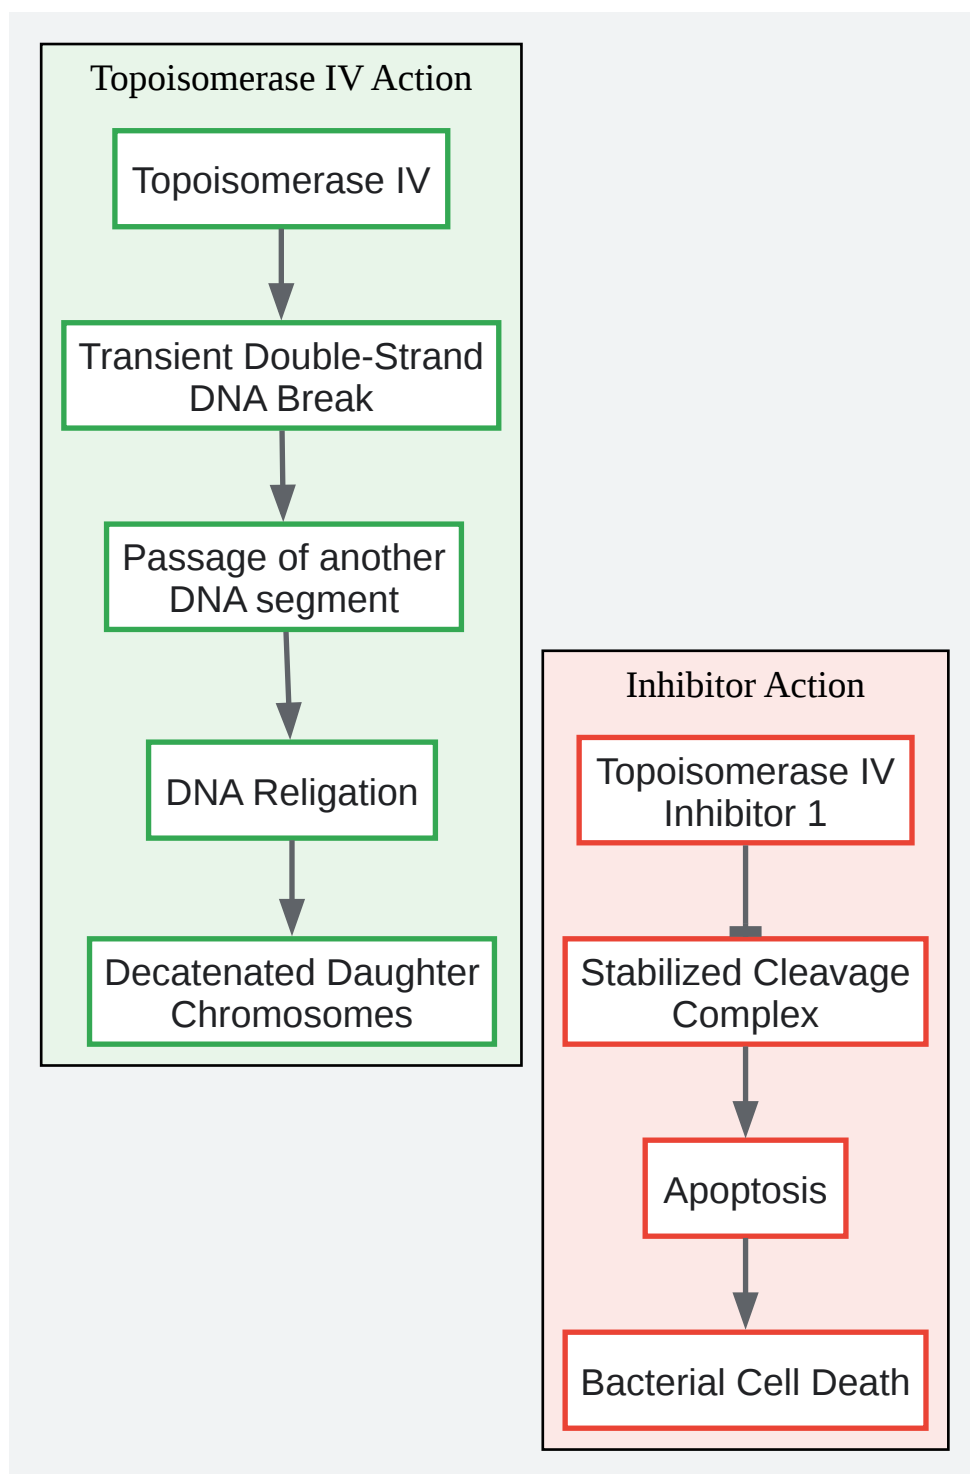 Topoisomerase IV Action
Topoisomerase IV
Transient Double-Strand
DNA Break
Passage of another
DNA segment
DNA Religation
Decatenated Daughter
Chromosomes
Inhibitor Action
Topoisomerase IV
Inhibitor 1
Stabilized Cleavage
Complex
Apoptosis
Bacterial Cell Death